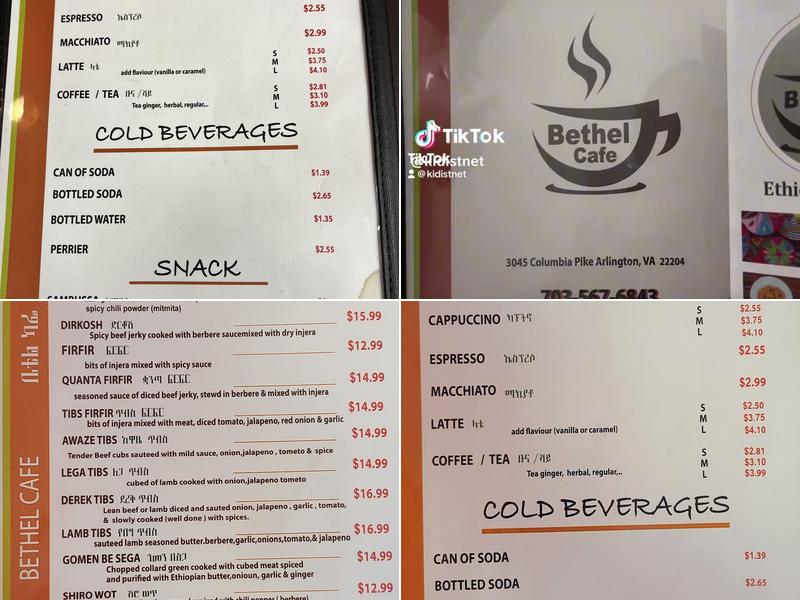 $2.55
ESPRESSO ኤስፕረሶ
MACCHIATO ማኪያቶ $2.99
LATTE ላቴ S $2.50
M $3.75
add flavour (vanilla or caramel) L $4.10
COFFEE / TEA ቡና /ሻይ S $2.81
M $3.10
Tea ginger, herbal, regular,.. L $3.99
COLD BEVERAGES
CAN OF SODA $1.39
BOTTLED SODA $2.65
BOTTLED WATER $1.35
PERRIER $2.55
SNACK
Bethel
Cafe
TikTok
TikTok
@kidistnet
@kidistnet
3045 Columbia Pike Arlington, VA 22204
703-567-6843
B
Ethi
ቤቴል ካፌ
BETHEL CAFE
spicy chili powder (mitmita)
DIRKOSH ድርቆሽ $15.99
Spicy beef jerky cooked with berbere saucemixed with dry injera
FIRFIR ፍርፍር $12.99
bits of injera mixed with spicy sauce
QUANTA FIRFIR ቋንጣ ፍርፍር $14.99
seasoned sauce of diced beef jerky, stewd in berbere & mixed with injera
TIBS FIRFIR ጥብስ ፍርፍር $14.99
bits of injera mixed with meat, diced tomato, jalapeno, red onion & garlic
AWAZE TIBS አዋዜ ጥብስ $14.99
Tender Beef cubs sauteed with mild sauce, onion,jalapeno , tomato & spice
LEGA TIBS ለጋ ጥብስ $14.99
cubed of lamb cooked with onion,jalapeno tometo
DEREK TIBS ደረቅ ጥብስ $16.99
Lean beef or lamb diced and sauted onion, jalapeno , garlic , tomato,
& slowly cooked (well done ) with spices.
LAMB TIBS የበግ ጥብስ $16.99
sauteed lamb seasoned butter.berbere,garlic,onions,tomato,& jalapeno
GOMEN BE SEGA ጎመን በስጋ $14.99
Chopped collard green cooked with cubed meat spiced
and purified with Ethiopian butter,onioun, garlic & ginger
SHIRO WOT ሽሮ ወጥ $12.99
CAPPUCCINO ካፑችኖ S $2.55
M $3.75
L $4.10
ESPRESSO ኤስፕረሶ $2.55
MACCHIATO ማኪያቶ $2.99
LATTE ላቴ S $2.50
M $3.75
add flavour (vanilla or caramel) L $4.10
COFFEE / TEA ቡና /ሻይ S $2.81
M $3.10
Tea ginger, herbal, regular,.. L $3.99
COLD BEVERAGES
CAN OF SODA $1.39
BOTTLED SODA $2.65